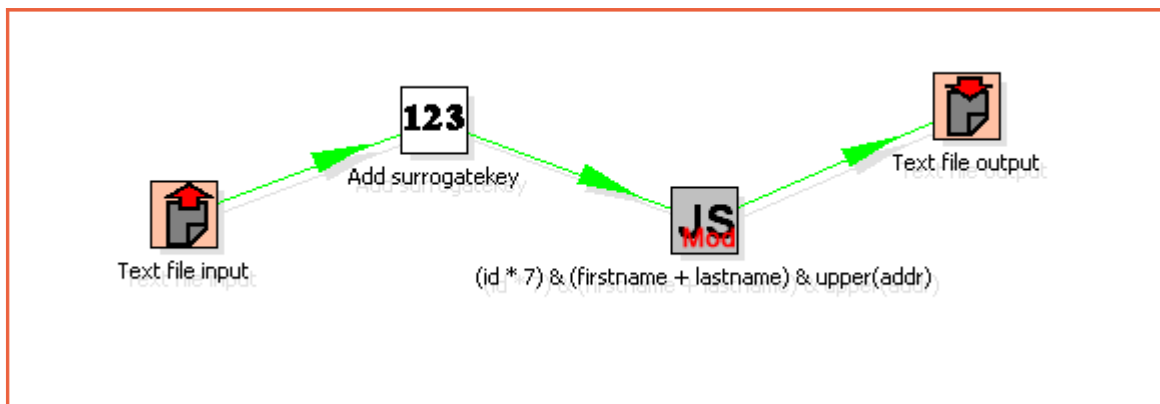 123
Add surrogatekey
Text file output
Text file input
JS
Mod
(id * 7) & (firstname + lastname) & upper(addr)